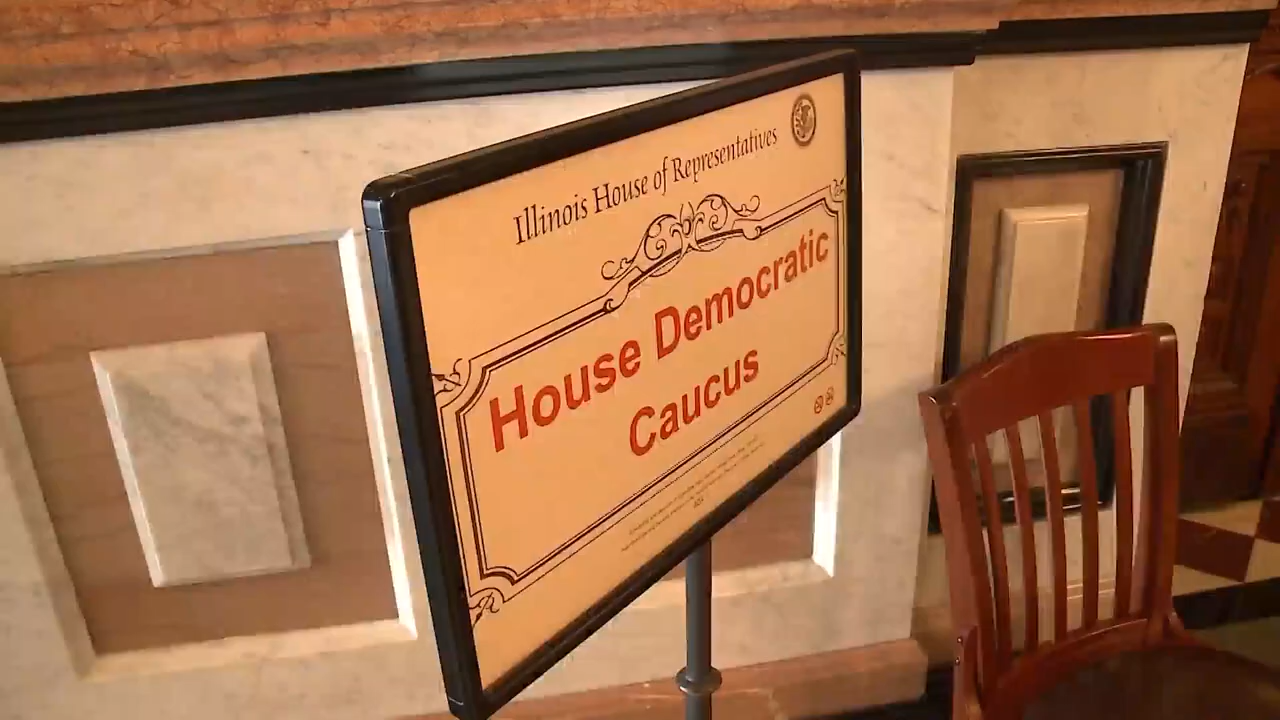 Illinois House of Representatives
House Democratic
Caucus